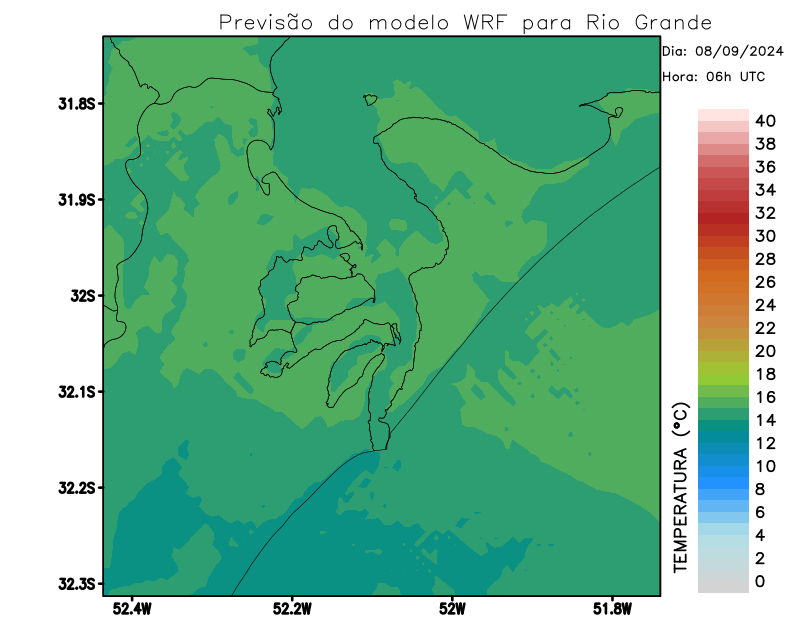 Previsão do modelo WRF para Rio Grande
Dia: 08/09/2024
Hora: 06h UTC
31.8S
31.9S
32S
32.1S
32.2S
32.3S
52.4W
52.2W
52W
51.8W
TEMPERATURA (°C)
40
38
36
34
32
30
28
26
24
22
20
18
16
14
12
10
8
6
4
2
0